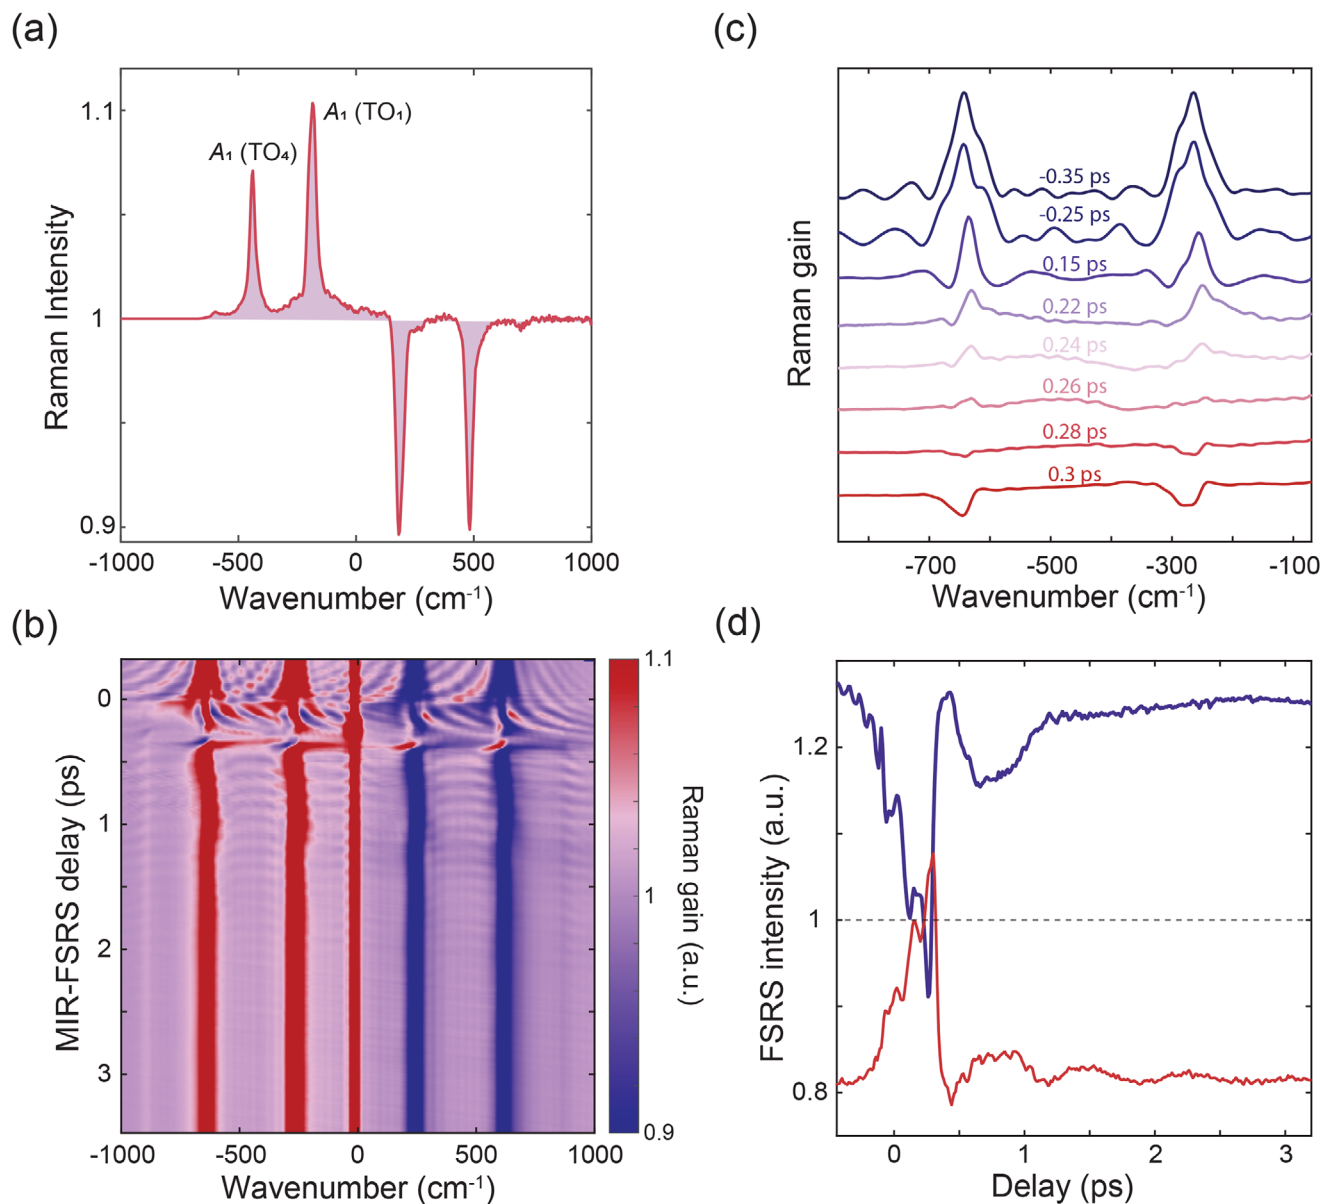 (a)
1.1
A₁ (TO₁)
A₁ (TO₄)
Raman Intensity
1
0.9
-1000
-500
0
500
1000
Wavenumber (cm-1)
(b)
0
1
2
3
MIR-FSRS delay (ps)
-1000
-500
0
500
1000
Wavenumber (cm-1)
1.1
1
0.9
Raman gain (a.u.)
(c)
Raman gain
-0.35 ps
-0.25 ps
0.15 ps
0.22 ps
0.24 ps
0.26 ps
0.28 ps
0.3 ps
-700
-500
-300
-100
Wavenumber (cm-1)
(d)
1.2
1
0.8
FSRS intensity (a.u.)
0
1
2
3
Delay (ps)